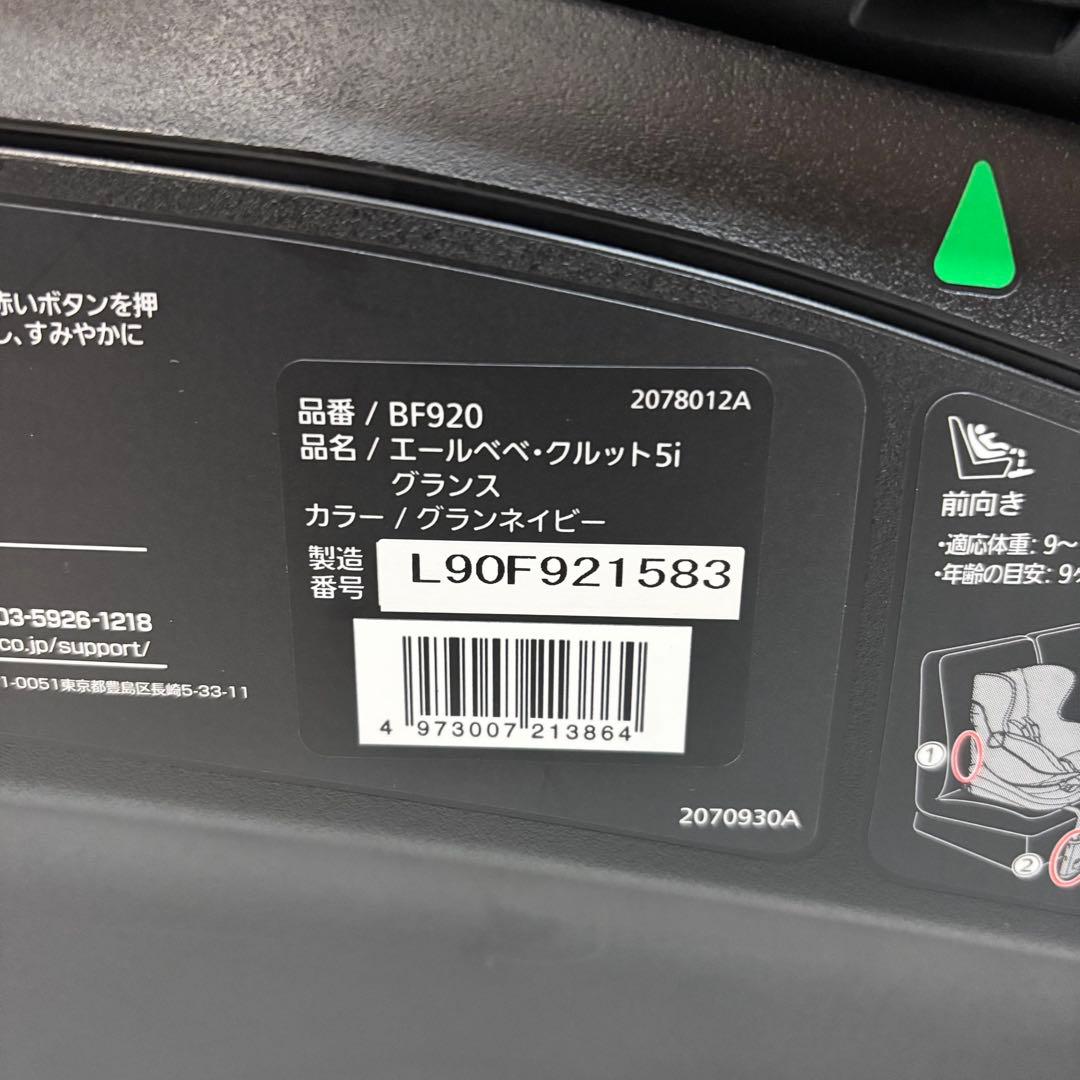 赤いボタンを押
し、すみやかに
03-5926-1218
co.jp/support/
1-0051東京都豊島区長崎5-33-11
2078012A
品番 / BF920
品名 / エールベベ・クルット5i
グランス
カラー / グランネイビー
製造
番号
L90F921583
4 973007 213864
2070930A
前向き
・適応体重: 9～
・年齢の目安: 9ヶ
1
2